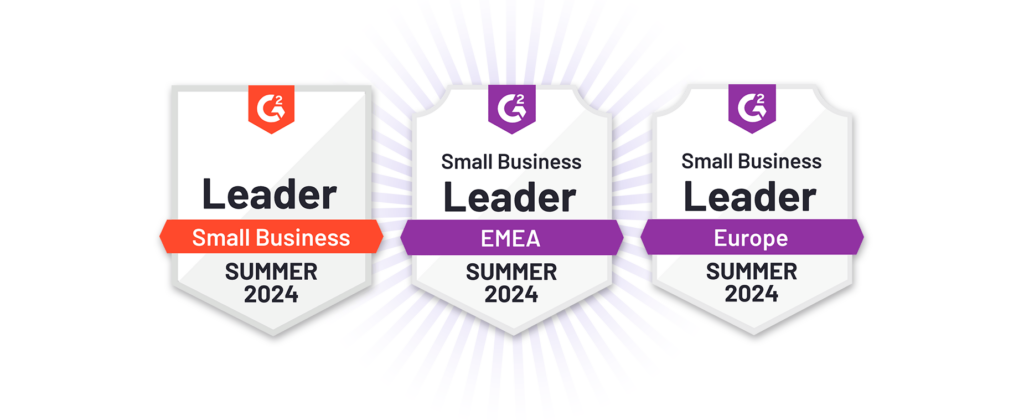 G2
Leader
Small Business
SUMMER
2024
G2
Small Business
Leader
EMEA
SUMMER
2024
G2
Small Business
Leader
Europe
SUMMER
2024